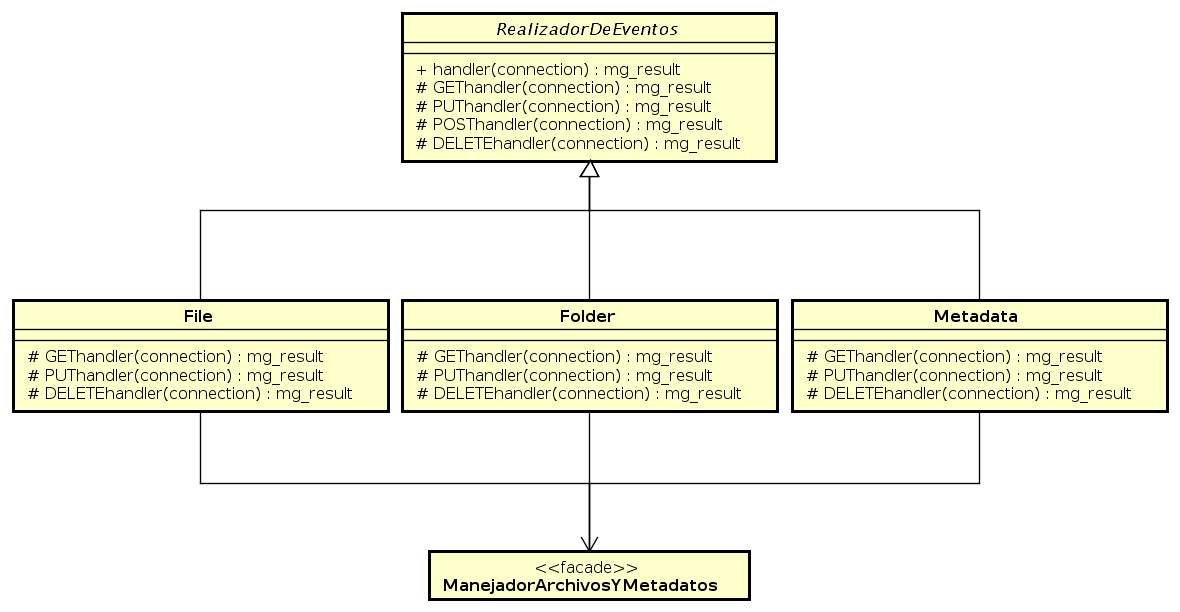 RealizadorDeEventos
+ handler(connection) : mg_result
# GEThandler(connection) : mg_result
# PUThandler(connection) : mg_result
# POSThandler(connection) : mg_result
# DELETEhandler(connection) : mg_result
File
# GEThandler(connection) : mg_result
# PUThandler(connection) : mg_result
# DELETEhandler(connection) : mg_result
Folder
# GEThandler(connection) : mg_result
# PUThandler(connection) : mg_result
# DELETEhandler(connection) : mg_result
Metadata
# GEThandler(connection) : mg_result
# PUThandler(connection) : mg_result
# DELETEhandler(connection) : mg_result
<<facade>>
ManejadorArchivosYMetadatos